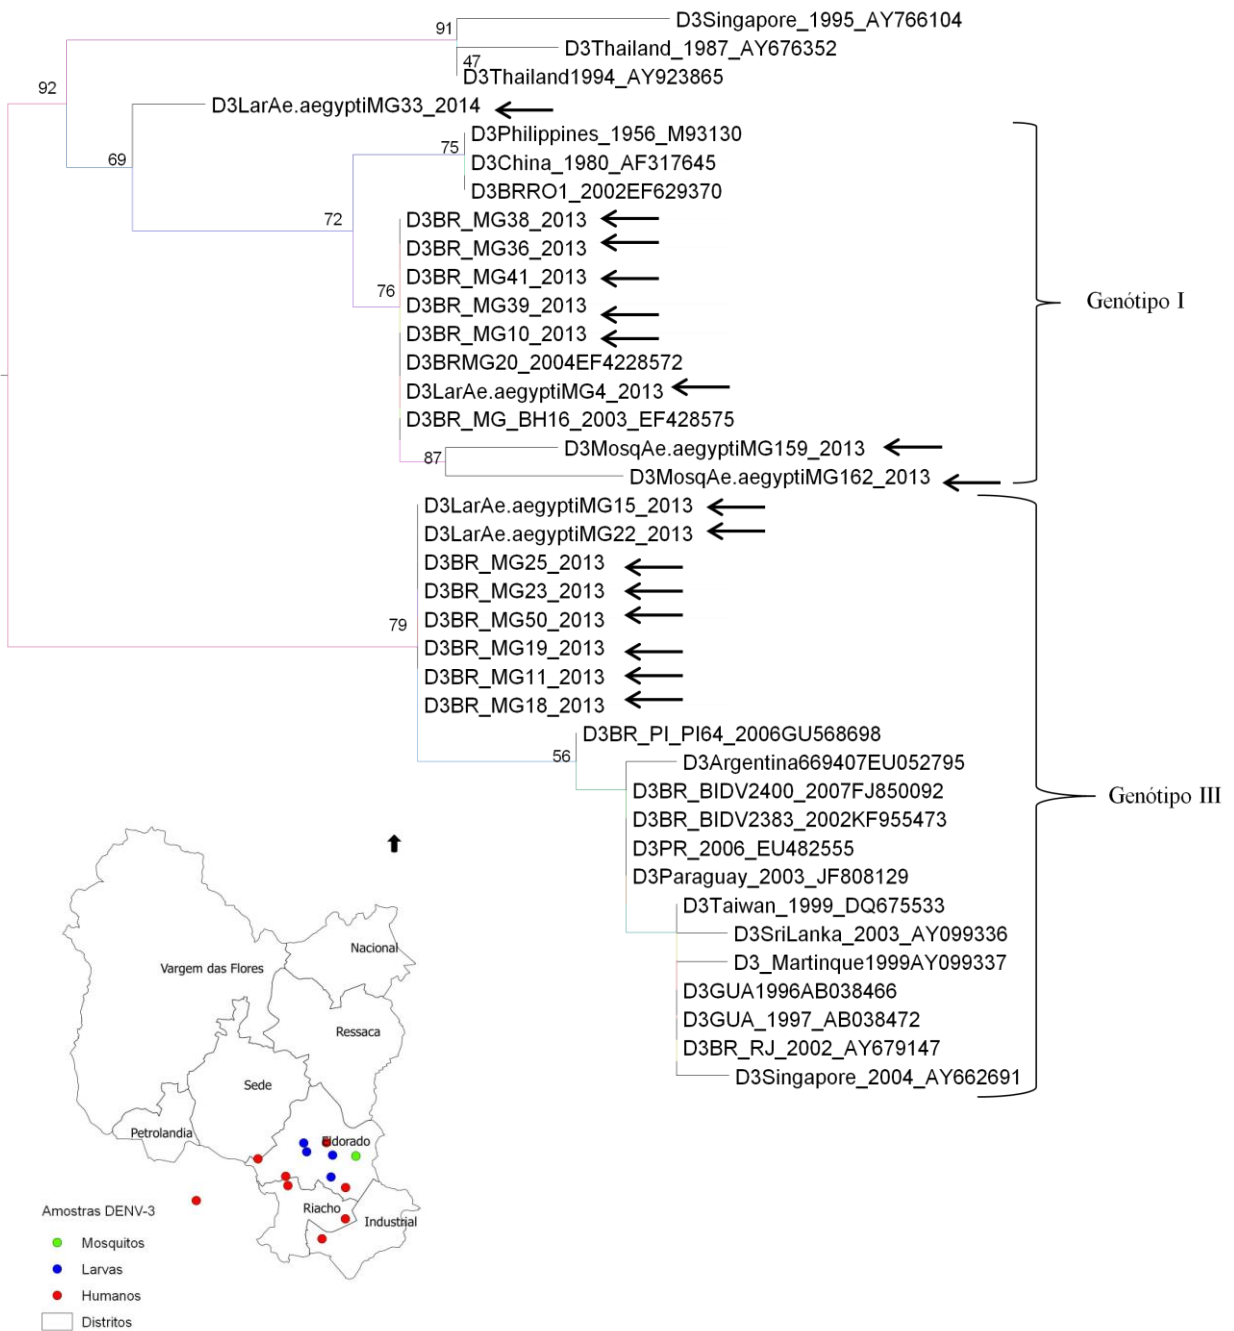 D3Singapore_1995_AY766104
91
D3Thailand_1987_AY676352
47
D3Thailand1994_AY923865
92
D3LarAe.aegyptiMG33_2014
D3Philippines_1956_M93130
75
D3China_1980_AF317645
69
D3BRRO1_2002EF629370
72
D3BR_MG38_2013
D3BR_MG36_2013
D3BR_MG41_2013
76
D3BR_MG39_2013
Genótipo I
D3BR_MG10_2013
D3BRMG20_2004EF4228572
D3LarAe.aegyptiMG4_2013
D3BR_MG_BH16_2003_EF428575
D3MosqAe.aegyptiMG159_2013
87
D3MosqAe.aegyptiMG162_2013
D3LarAe.aegyptiMG15_2013
D3LarAe.aegyptiMG22_2013
D3BR_MG25_2013
D3BR_MG23_2013
D3BR_MG50_2013
79
D3BR_MG19_2013
D3BR_MG11_2013
D3BR_MG18_2013
D3BR_PI_PI64_2006GU568698
56
D3Argentina669407EU052795
D3BR_BIDV2400_2007FJ850092
Genótipo III
D3BR_BIDV2383_2002KF955473
D3PR_2006_EU482555
D3Paraguay_2003_JF808129
D3Taiwan_1999_DQ675533
D3SriLanka_2003_AY099336
D3_Martinque1999AY099337
D3GUA1996AB038466
D3GUA_1997_AB038472
D3BR_RJ_2002_AY679147
D3Singapore_2004_AY662691
Nacional
Vargem das Flores
Ressaca
Sede
Petrolandia
Eldorado
Riacho
Industrial
Amostras DENV-3
Mosquitos
Larvas
Humanos
Distritos